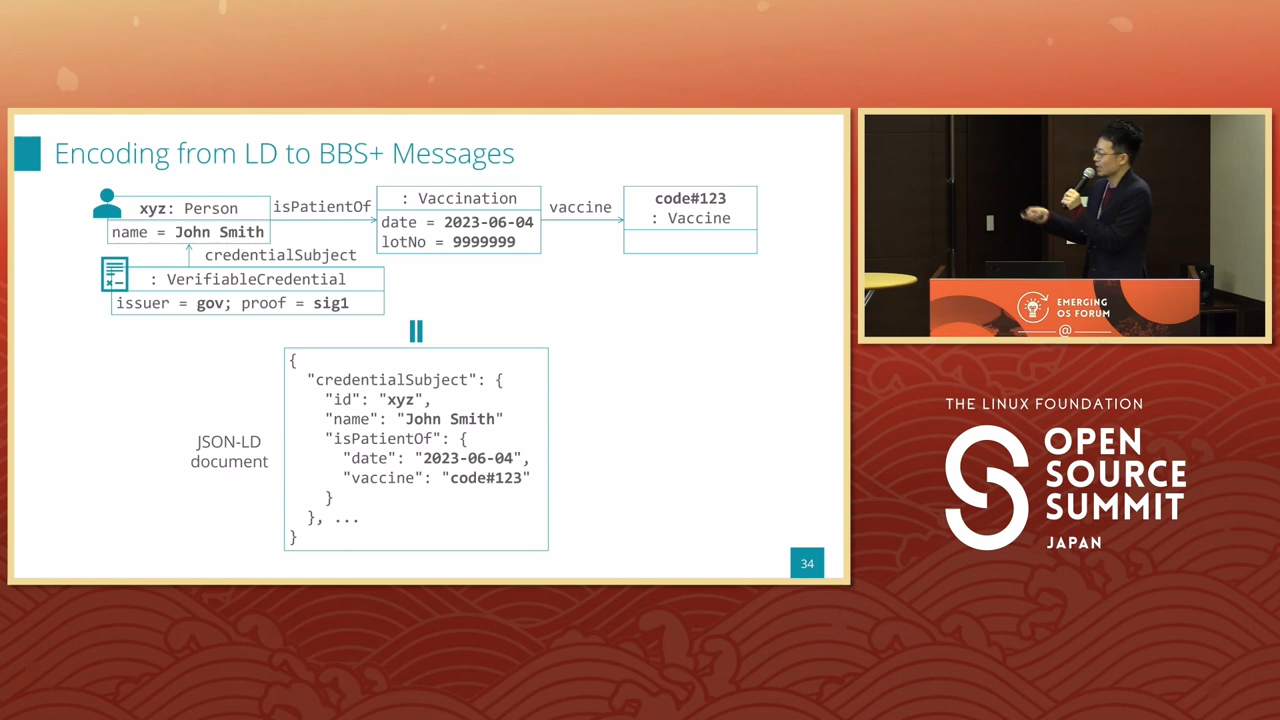 Encoding from LD to BBS+ Messages
xyz: Person
name = John Smith
isPatientOf
: Vaccination
date = 2023-06-04
lotNo = 9999999
vaccine
code#123
: Vaccine
credentialSubject
: VerifiableCredential
issuer = gov; proof = sig1
JSON-LD
document
{
"credentialSubject": {
"id": "xyz",
"name": "John Smith"
"isPatientOf": {
"date": "2023-06-04",
"vaccine": "code#123"
}
}, ...
}
34
EMERGING
OS FORUM
@
THE LINUX FOUNDATION
OPEN
SOURCE
SUMMIT
JAPAN